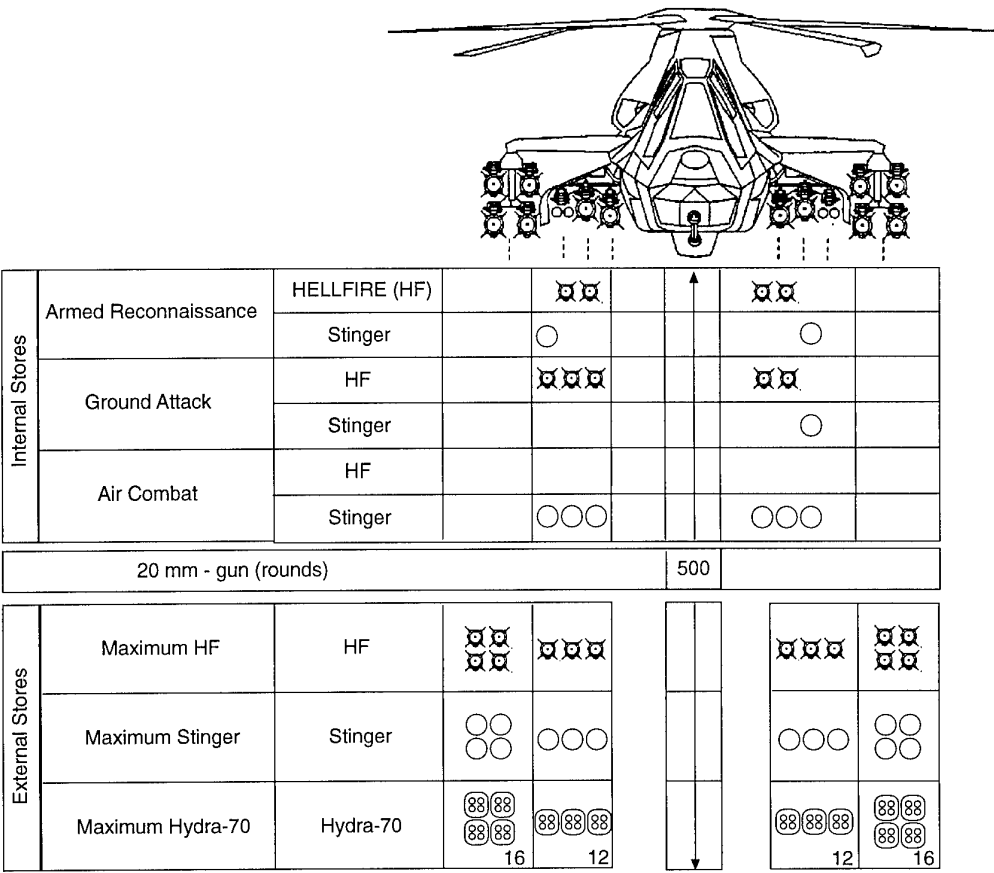 Internal Stores
Armed Reconnaissance
HELLFIRE (HF)
Stinger
Ground Attack
HF
Stinger
Air Combat
HF
Stinger
20 mm - gun (rounds)
500
External Stores
Maximum HF
HF
Maximum Stinger
Stinger
Maximum Hydra-70
Hydra-70
16
12
12
16